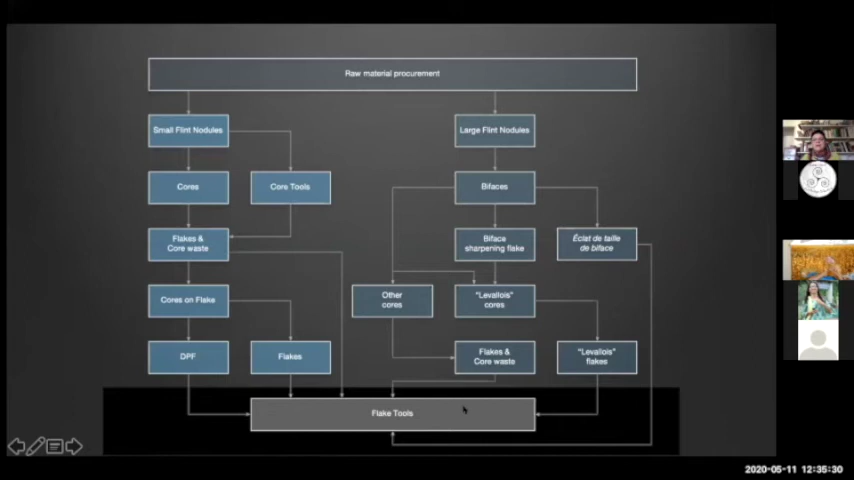 Raw material procurement
Small Flint Nodules
Large Flint Nodules
Cores
Core Tools
Bifaces
Flakes &
Core waste
Biface
sharpening flake
Éclat de taille
de biface
Cores on Flake
Other
cores
"Levallois"
cores
DPF
Flakes
Flakes &
Core waste
"Levallois"
flakes
Flake Tools
2020-05-11 12:35:30